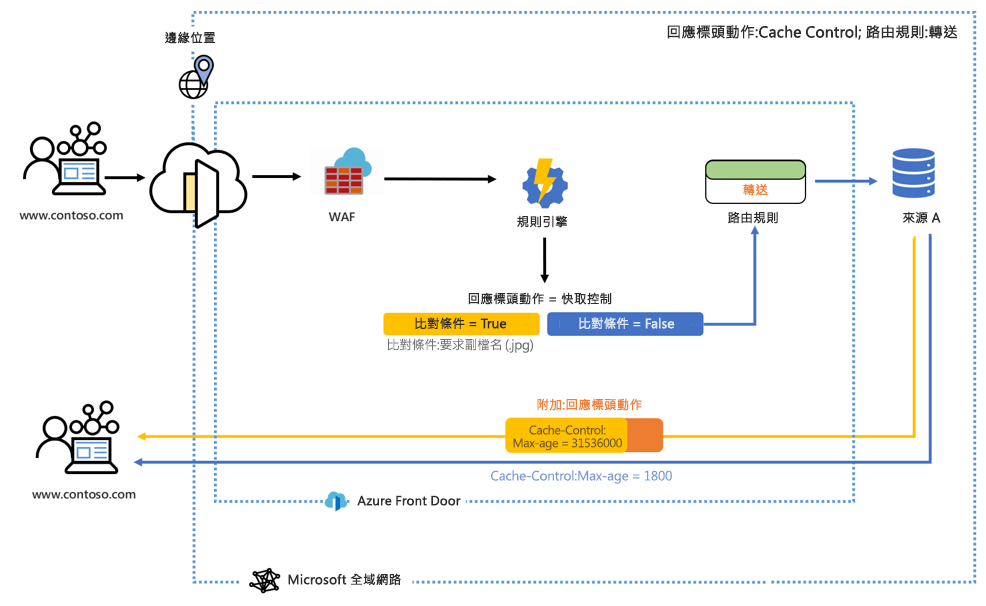 回應標頭動作:Cache Control; 路由規則:轉送
邊緣位置
www.contoso.com
WAF
規則引擎
轉送
路由規則
來源 A
回應標頭動作 = 快取控制
比對條件 = True
比對條件 = False
比對條件:要求副檔名 (.jpg)
附加:回應標頭動作
Cache-Control:
Max-age = 31536000
Cache-Control:Max-age = 1800
www.contoso.com
Azure Front Door
Microsoft 全域網路